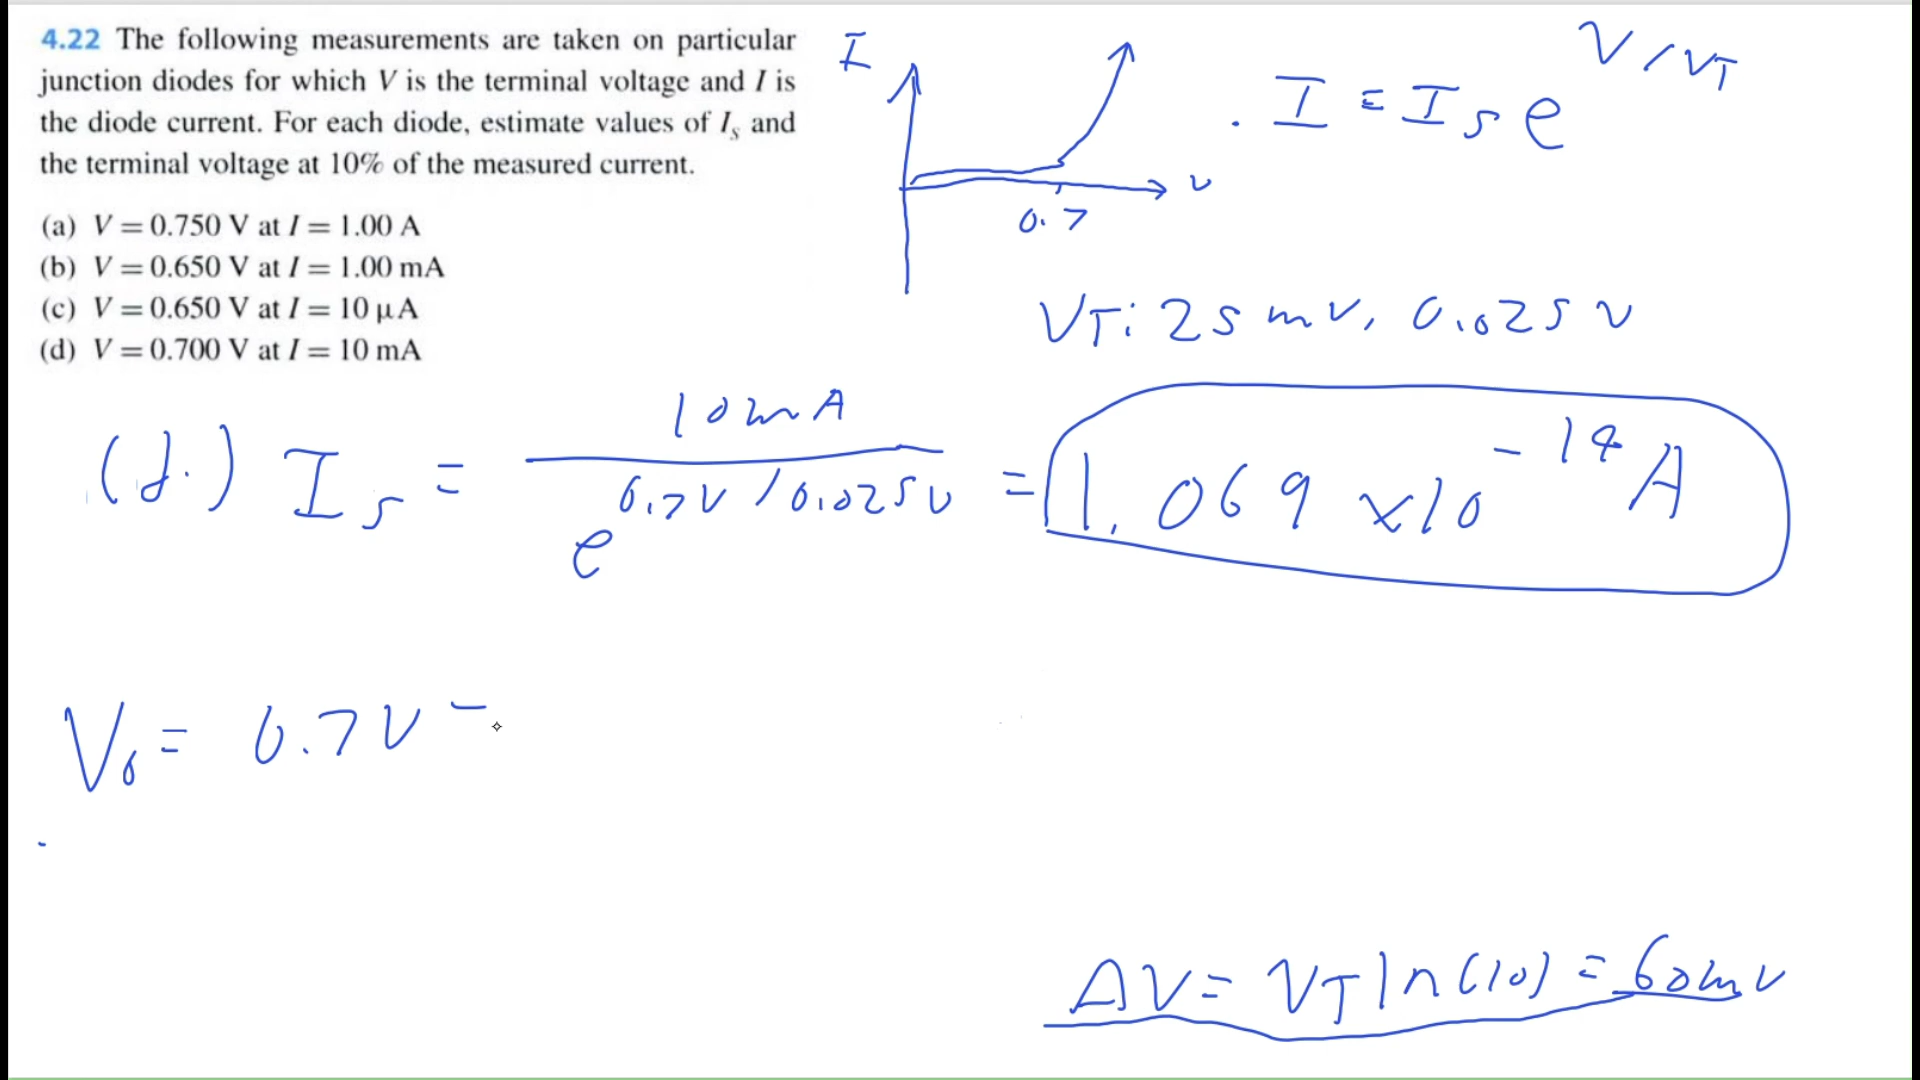 4.22 The following measurements are taken on particular
junction diodes for which V is the terminal voltage and I is
the diode current. For each diode, estimate values of Is and
the terminal voltage at 10% of the measured current.
(a) V = 0.750 V at I = 1.00 A
(b) V = 0.650 V at I = 1.00 mA
(c) V = 0.650 V at I = 10 µA
(d) V = 0.700 V at I = 10 mA
I
v
0.7
. I = Is e^V/VT
VT: 25 mV, 0.025 v
(d.) Is = 10mA / e^0.7V/0.025v = 1.069 x10^-14 A
V0 = 0.7V -
ΔV = VT ln(10) = 60mv